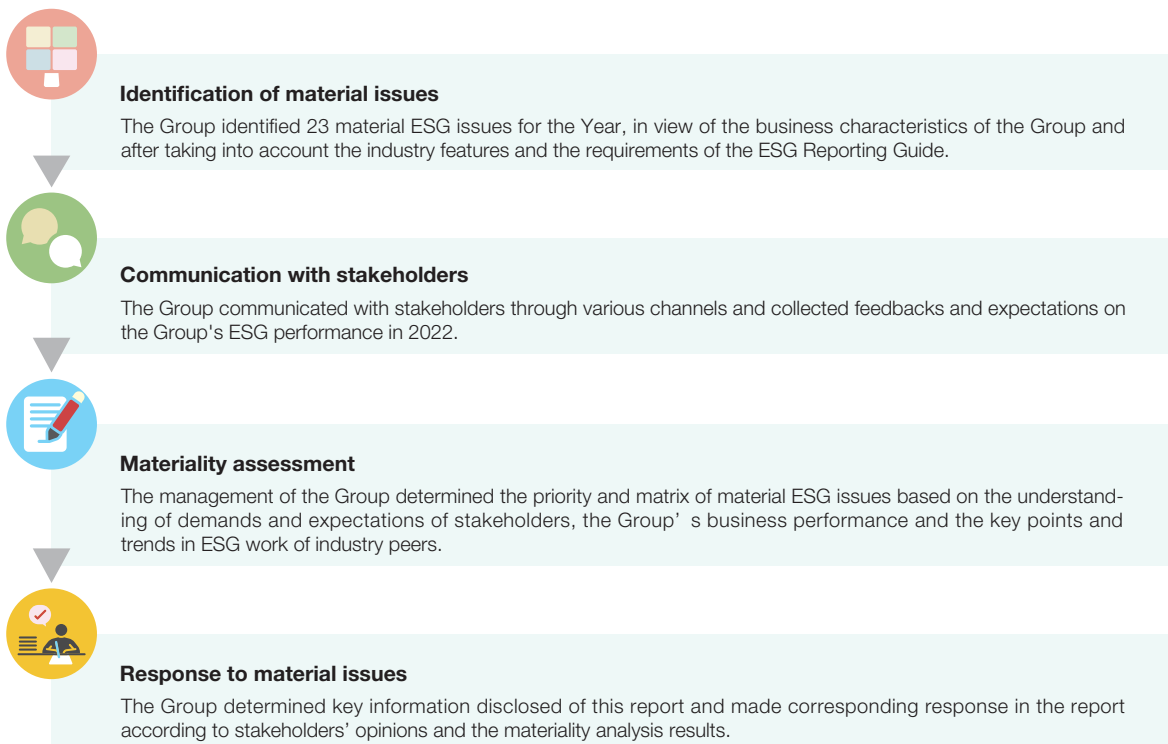 Identification of material issues
The Group identified 23 material ESG issues for the Year, in view of the business characteristics of the Group and
after taking into account the industry features and the requirements of the ESG Reporting Guide.
Communication with stakeholders
The Group communicated with stakeholders through various channels and collected feedbacks and expectations on
the Group's ESG performance in 2022.
Materiality assessment
The management of the Group determined the priority and matrix of material ESG issues based on the understand-
ing of demands and expectations of stakeholders, the Group’ s business performance and the key points and
trends in ESG work of industry peers.
Response to material issues
The Group determined key information disclosed of this report and made corresponding response in the report
according to stakeholders’ opinions and the materiality analysis results.